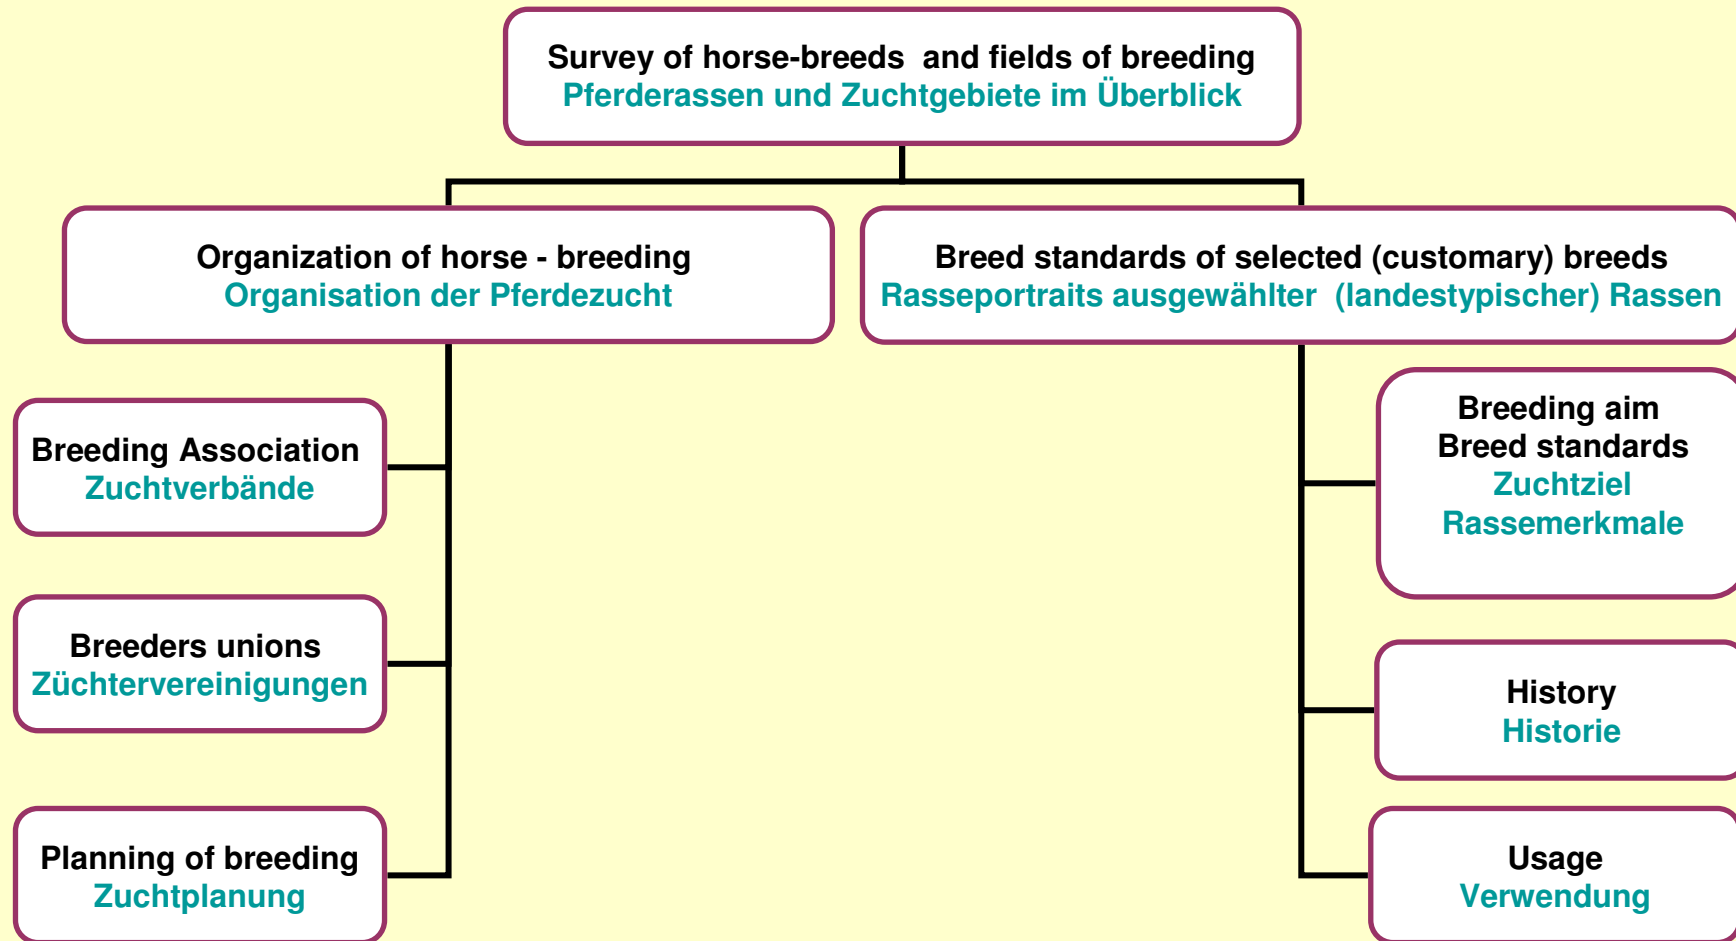 Survey of horse-breeds and fields of breeding
Pferderassen und Zuchtgebiete im Überblick
Organization of horse - breeding
Organisation der Pferdezucht
Breed standards of selected (customary) breeds
Rasseportraits ausgewählter (landestypischer) Rassen
Breeding Association
Zuchtverbände
Breeders unions
Züchtervereinigungen
Planning of breeding
Zuchtplanung
Breeding aim
Breed standards
Zuchtziel
Rassemerkmale
History
Historie
Usage
Verwendung